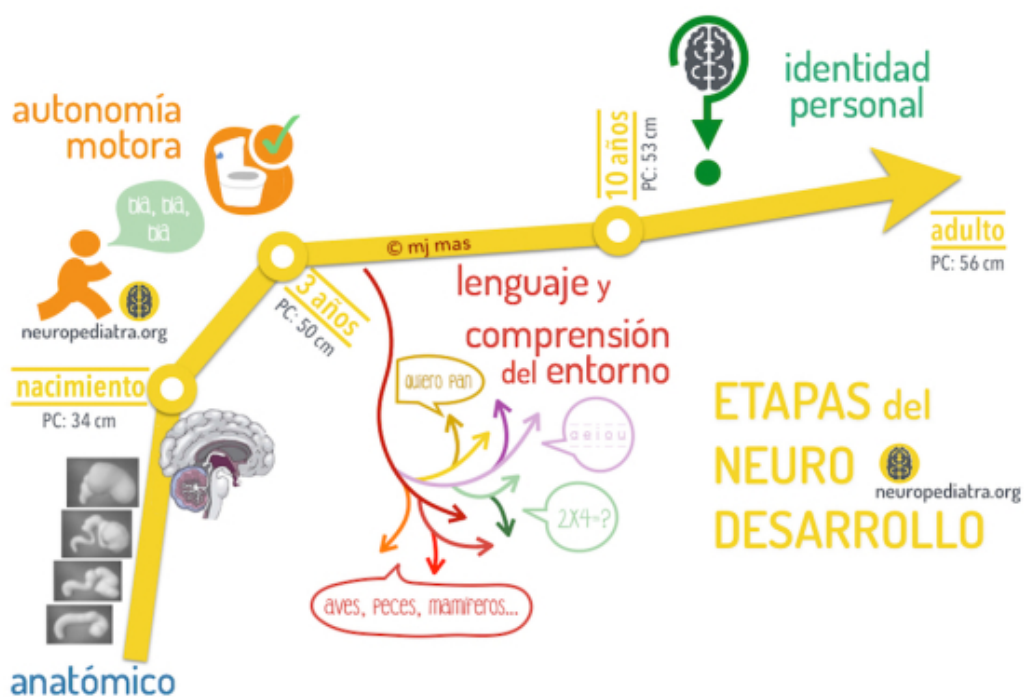 autonomía
motora
bla, bla,
bla
neuropediatra.org
nacimiento
PC: 34 cm
anatómico
3 años
PC: 50 cm
© mj mas
lenguaje y
comprensión
del entorno
quiero pan
a e i o u
2x4=?
aves, peces, mamíferos...
10 años
PC: 53 cm
identidad
personal
adulto
PC: 56 cm
ETAPAS del
NEURO
neuropediatra.org
DESARROLLO